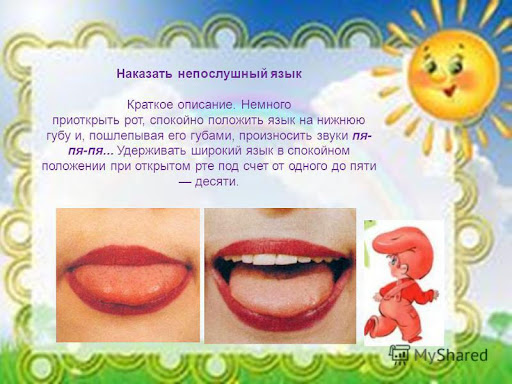 Наказать непослушный язык
Краткое описание. Немного
приоткрыть рот, спокойно положить язык на нижнюю
губу и, пошлепывая его губами, произносить звуки пя-
пя-пя... Удерживать широкий язык в спокойном
положении при открытом рте под счет от одного до пяти
— десяти.
MyShared